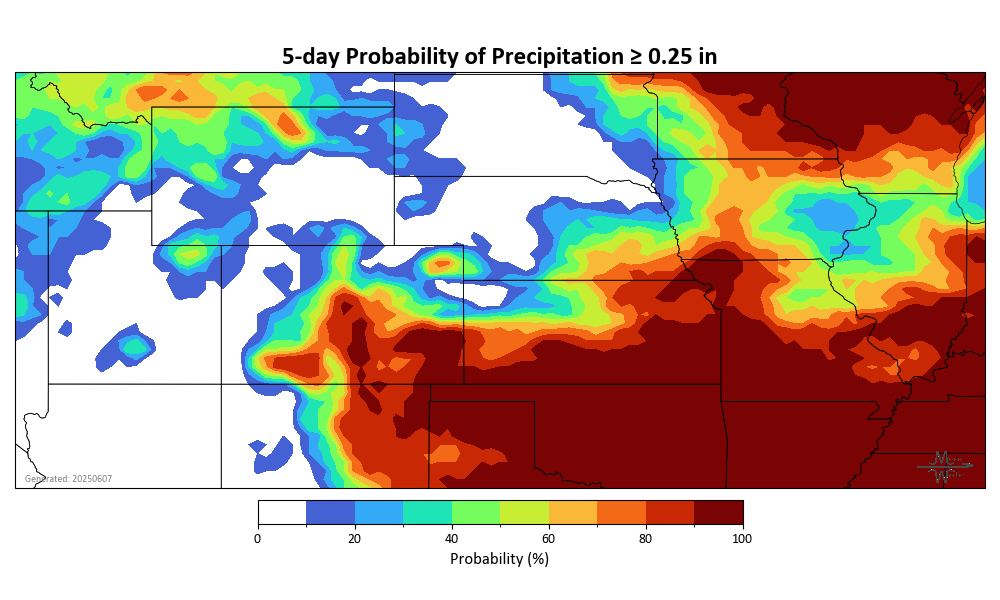 5-day Probability of Precipitation ≥ 0.25 in
Generated: 20250607
0 20 40 60 80 100
Probability (%)